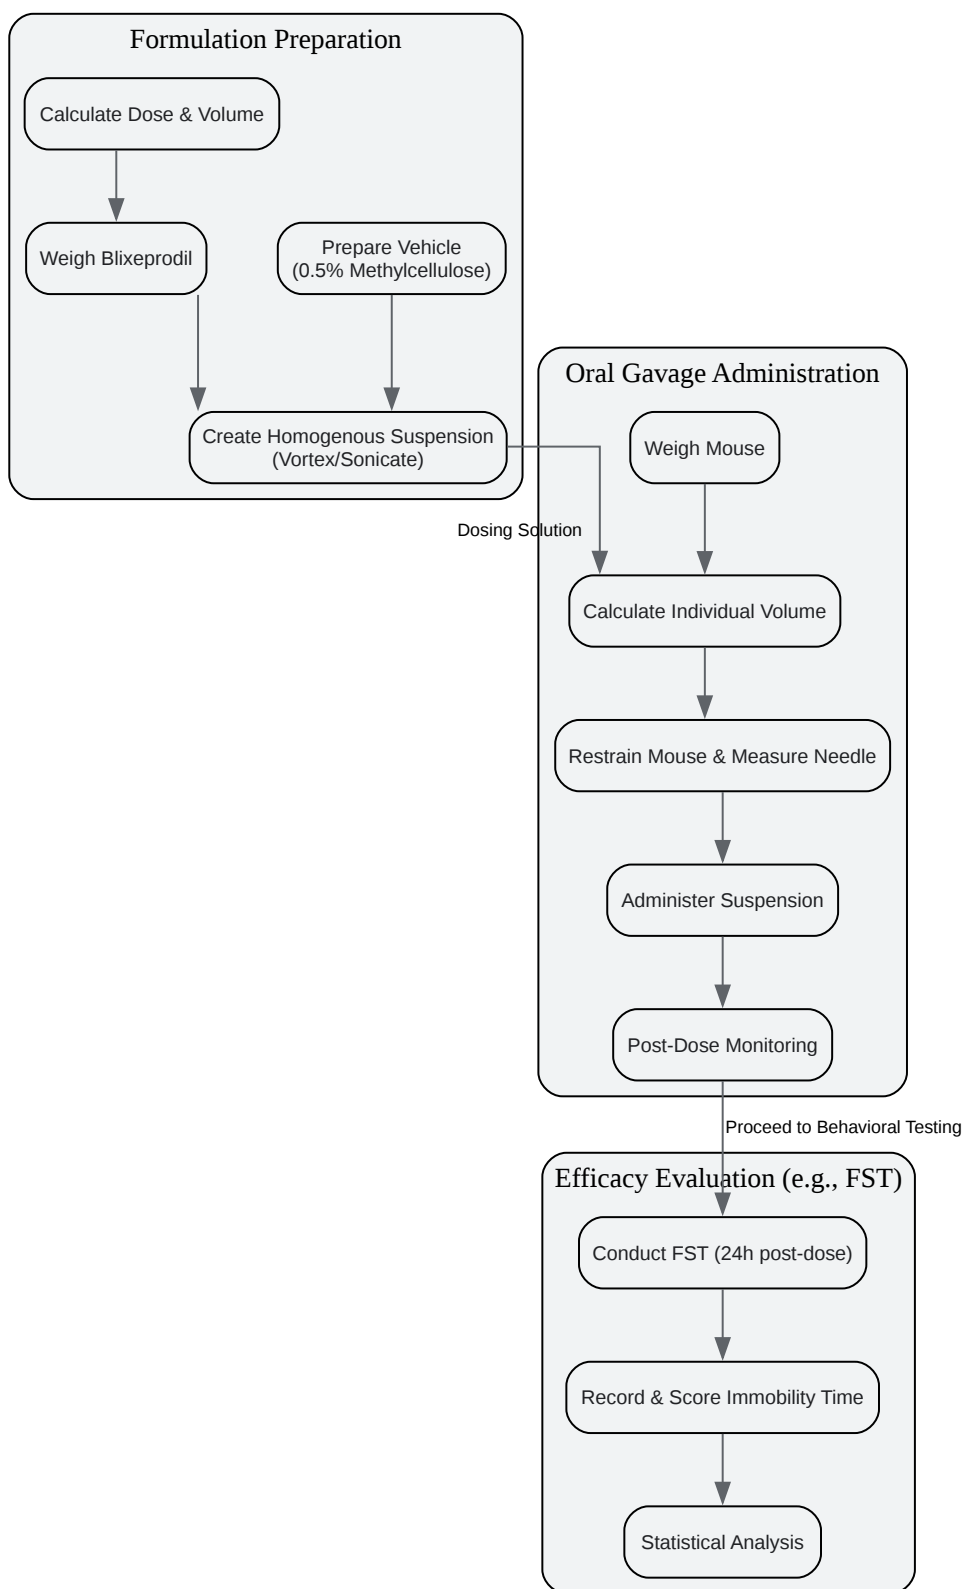 Formulation Preparation
Calculate Dose & Volume
Weigh Blixeprodil
Prepare Vehicle
(0.5% Methylcellulose)
Create Homogenous Suspension
(Vortex/Sonicate)
Dosing Solution
Oral Gavage Administration
Weigh Mouse
Calculate Individual Volume
Restrain Mouse & Measure Needle
Administer Suspension
Post-Dose Monitoring
Proceed to Behavioral Testing
Efficacy Evaluation (e.g., FST)
Conduct FST (24h post-dose)
Record & Score Immobility Time
Statistical Analysis